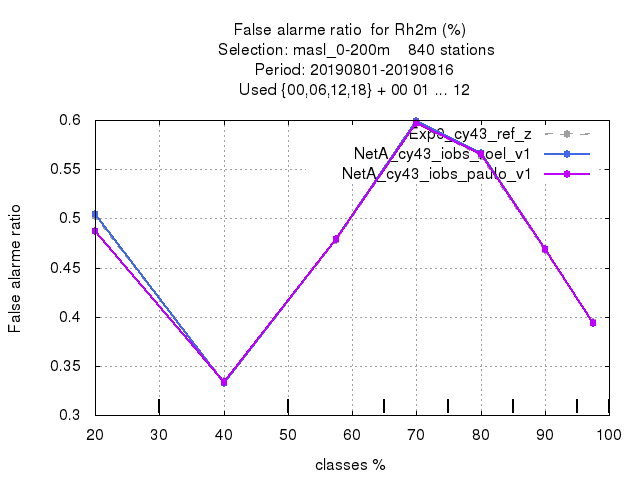 False alarme ratio for Rh2m (%)
Selection: masl_0-200m 840 stations
Period: 20190801-20190816
Used {00,06,12,18} + 00 01 ... 12
Exp0_cy43_ref_z
NetA_cy43_iobs_joel_v1
NetA_cy43_iobs_paulo_v1
False alarme ratio
0.6
0.55
0.5
0.45
0.4
0.35
0.3
20 30 40 50 60 70 80 90 100
classes %